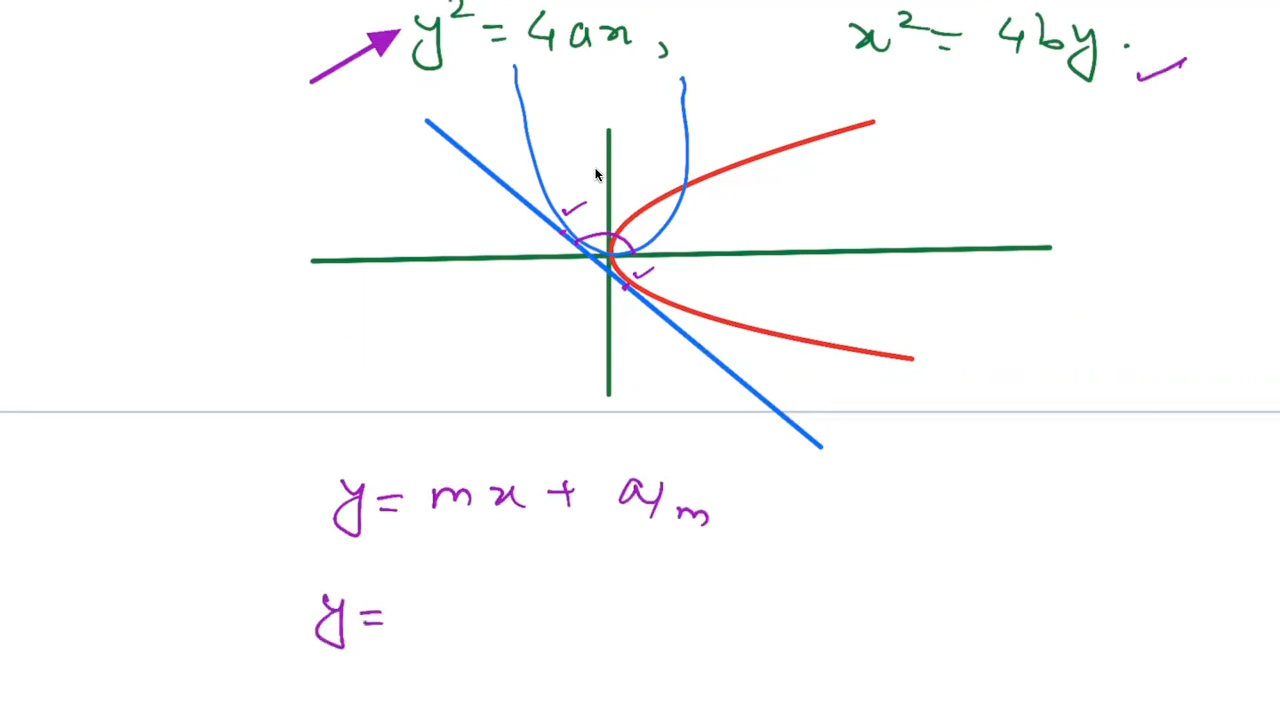 y² = 4ax, x² = 4by.
y = mx + a/m
y =